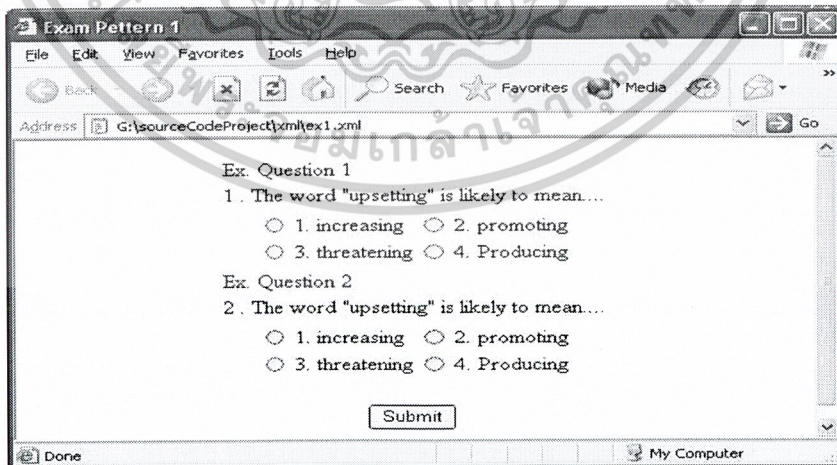 Exam Pettern 1
File Edit View Favorites Tools Help
Back Search Favorites Media »
Address G:\sourceCodeProject\xml\ex1.xml Go
Ex. Question 1
1 . The word "upsetting" is likely to mean....
1. increasing 2. promoting
3. threatening 4. Producing
Ex. Question 2
2 . The word "upsetting" is likely to mean....
1. increasing 2. promoting
3. threatening 4. Producing
Submit
Done My Computer